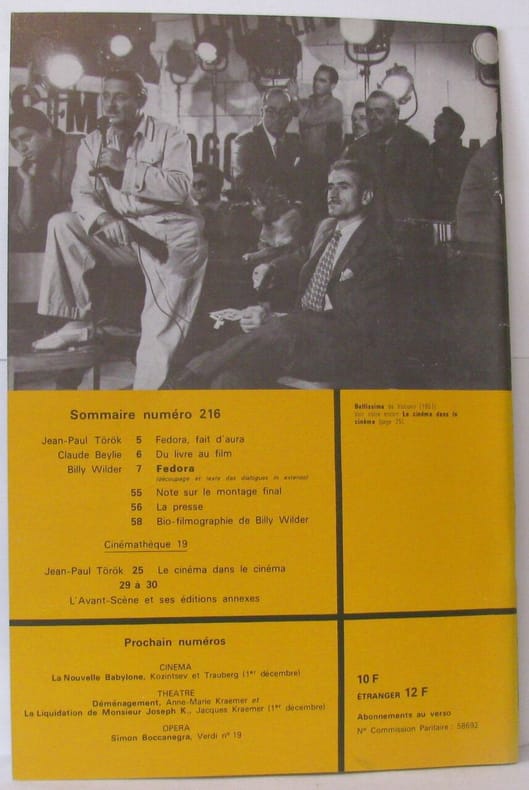 Sommaire numéro 216
Jean-Paul Török 5 Fedora, fait d'aura
Claude Beylie 6 Du livre au film
Billy Wilder 7 Fedora
(découpage et texte des dialogues in extenso)
55 Note sur le montage final
56 La presse
58 Bio-filmographie de Billy Wilder
Cinémathèque 19
Jean-Paul Török 25 Le cinéma dans le cinéma
29 à 30
L'Avant-Scène et ses éditions annexes
Bellissima de Visconti (1951)
Voir notre encart Le cinéma dans le
cinéma (page 25).
Prochain numéros
CINEMA
La Nouvelle Babylone, Kozintsev et Trauberg (1er décembre)
THEATRE
Déménagement, Anne-Marie Kraemer et
La Liquidation de Monsieur Joseph K., Jacques Kraemer (1er décembre)
OPERA
Simon Boccanegra, Verdi n° 19
10 F
ÉTRANGER 12 F
Abonnements au verso
N° Commission Paritaire : 58692